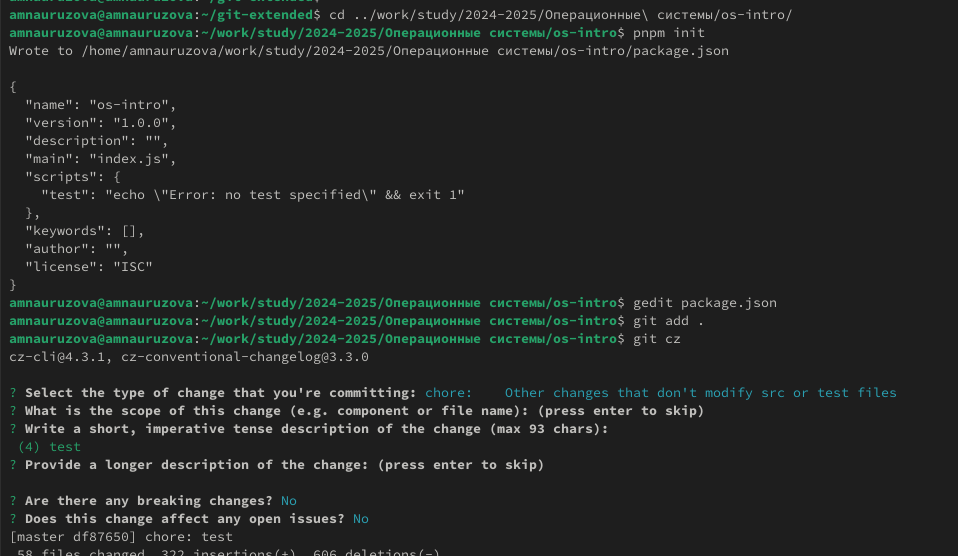 amnauruzova@amnauruzova:~/git-extended$ cd ../work/study/2024-2025/Операционные\ системы/os-intro/
amnauruzova@amnauruzova:~/work/study/2024-2025/Операционные системы/os-intro$ pnpm init
Wrote to /home/amnauruzova/work/study/2024-2025/Операционные системы/os-intro/package.json
{
  "name": "os-intro",
  "version": "1.0.0",
  "description": "",
  "main": "index.js",
  "scripts": {
    "test": "echo \"Error: no test specified\" && exit 1"
  },
  "keywords": [],
  "author": "",
  "license": "ISC"
}
amnauruzova@amnauruzova:~/work/study/2024-2025/Операционные системы/os-intro$ gedit package.json
amnauruzova@amnauruzova:~/work/study/2024-2025/Операционные системы/os-intro$ git add .
amnauruzova@amnauruzova:~/work/study/2024-2025/Операционные системы/os-intro$ git cz
cz-cli@4.3.1, cz-conventional-changelog@3.3.0
? Select the type of change that you're committing: chore:    Other changes that don't modify src or test files
? What is the scope of this change (e.g. component or file name): (press enter to skip)
? Write a short, imperative tense description of the change (max 93 chars):
 (4) test
? Provide a longer description of the change: (press enter to skip)
? Are there any breaking changes? No
? Does this change affect any open issues? No
[master df87650] chore: test
 58 files changed, 322 insertions(+), 606 deletions(-)